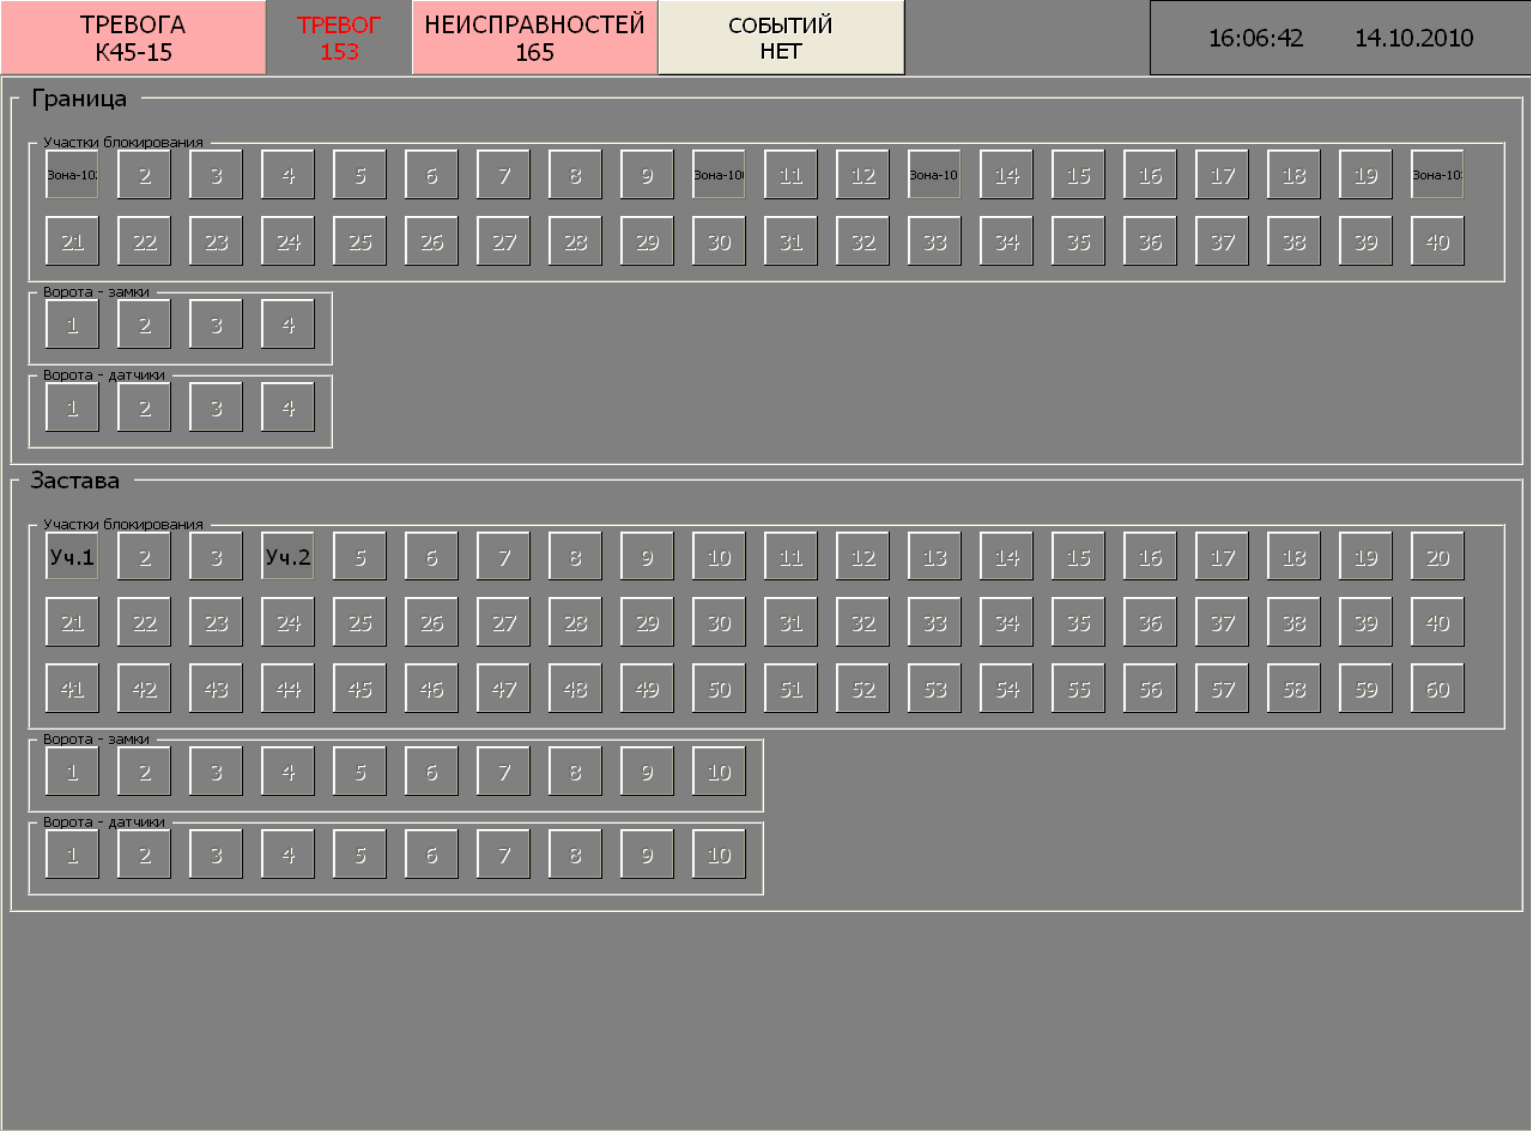 ТРЕВОГА
К45-15
ТРЕВОГ
153
НЕИСПРАВНОСТЕЙ
165
СОБЫТИЙ
НЕТ
16:06:42 14.10.2010
Граница
Участки блокирования
Зона-10 2 3 4 5 6 7 8 9 Зона-10 11 12 Зона-10 14 15 16 17 18 19 Зона-10
21 22 23 24 25 26 27 28 29 30 31 32 33 34 35 36 37 38 39 40
Ворота - замки
1 2 3 4
Ворота - датчики
1 2 3 4
Застава
Участки блокирования
Уч.1 2 3 Уч.2 5 6 7 8 9 10 11 12 13 14 15 16 17 18 19 20
21 22 23 24 25 26 27 28 29 30 31 32 33 34 35 36 37 38 39 40
41 42 43 44 45 46 47 48 49 50 51 52 53 54 55 56 57 58 59 60
Ворота - замки
1 2 3 4 5 6 7 8 9 10
Ворота - датчики
1 2 3 4 5 6 7 8 9 10